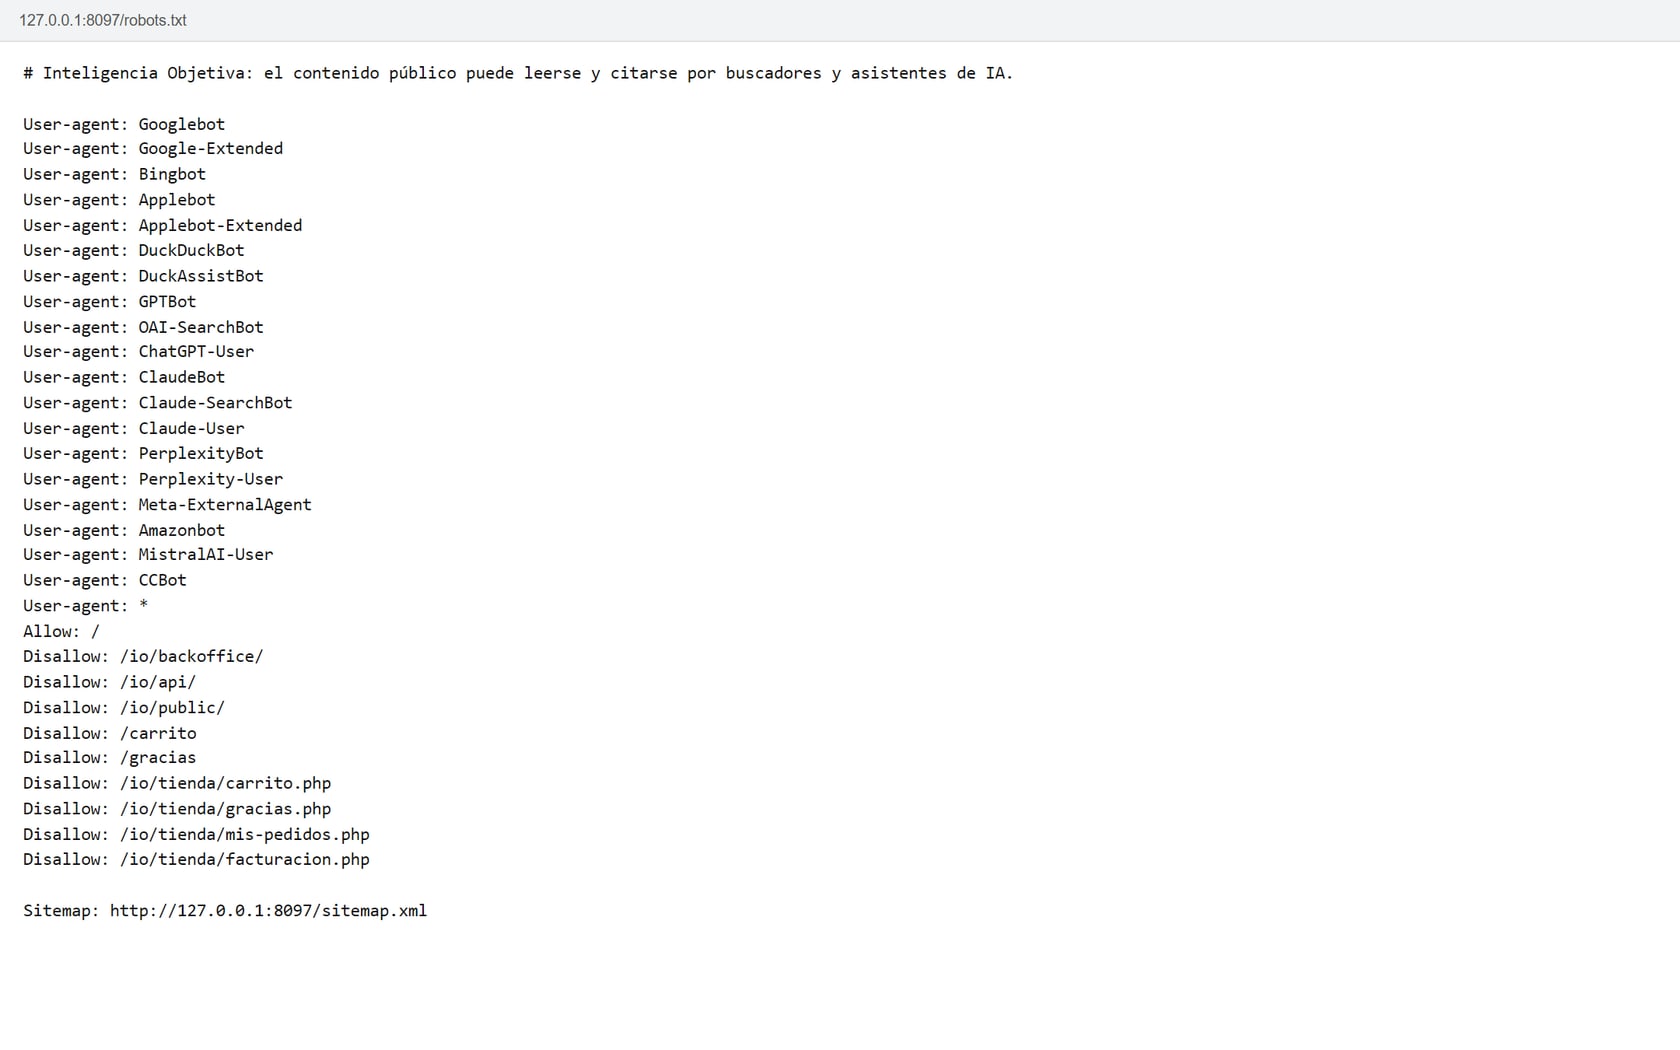 127.0.0.1:8097/robots.txt
# Inteligencia Objetiva: el contenido público puede leerse y citarse por buscadores y asistentes de IA.
User-agent: Googlebot
User-agent: Google-Extended
User-agent: Bingbot
User-agent: Applebot
User-agent: Applebot-Extended
User-agent: DuckDuckBot
User-agent: DuckAssistBot
User-agent: GPTBot
User-agent: OAI-SearchBot
User-agent: ChatGPT-User
User-agent: ClaudeBot
User-agent: Claude-SearchBot
User-agent: Claude-User
User-agent: PerplexityBot
User-agent: Perplexity-User
User-agent: Meta-ExternalAgent
User-agent: Amazonbot
User-agent: MistralAI-User
User-agent: CCBot
User-agent: *
Allow: /
Disallow: /io/backoffice/
Disallow: /io/api/
Disallow: /io/public/
Disallow: /carrito
Disallow: /gracias
Disallow: /io/tienda/carrito.php
Disallow: /io/tienda/gracias.php
Disallow: /io/tienda/mis-pedidos.php
Disallow: /io/tienda/facturacion.php
Sitemap: http://127.0.0.1:8097/sitemap.xml